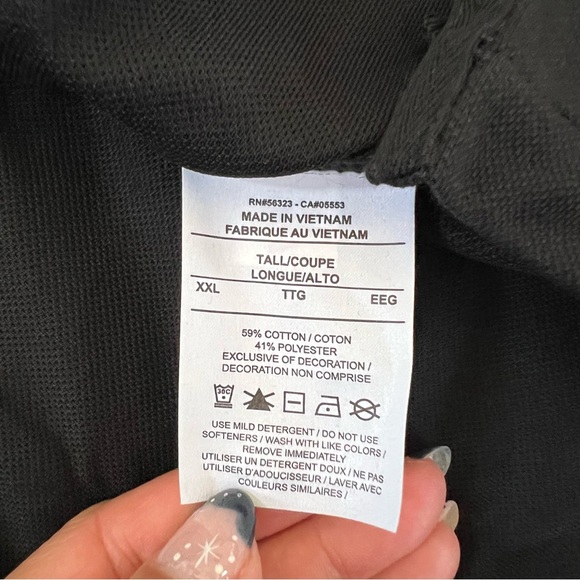 RN#56323 - CA#05553
MADE IN VIETNAM
FABRIQUE AU VIETNAM
TALL/COUPE
LONGUE/ALTO
XXL TTG EEG
59% COTTON / COTON
41% POLYESTER
EXCLUSIVE OF DECORATION /
DECORATION NON COMPRISE
30C
USE MILD DETERGENT / DO NOT USE
SOFTENERS / WASH WITH LIKE COLORS /
REMOVE IMMEDIATELY
UTILISER UN DETERGENT DOUX / NE PAS
UTILISER D'ADOUCISSEUR / LAVER AVEC
COULEURS SIMILAIRES /